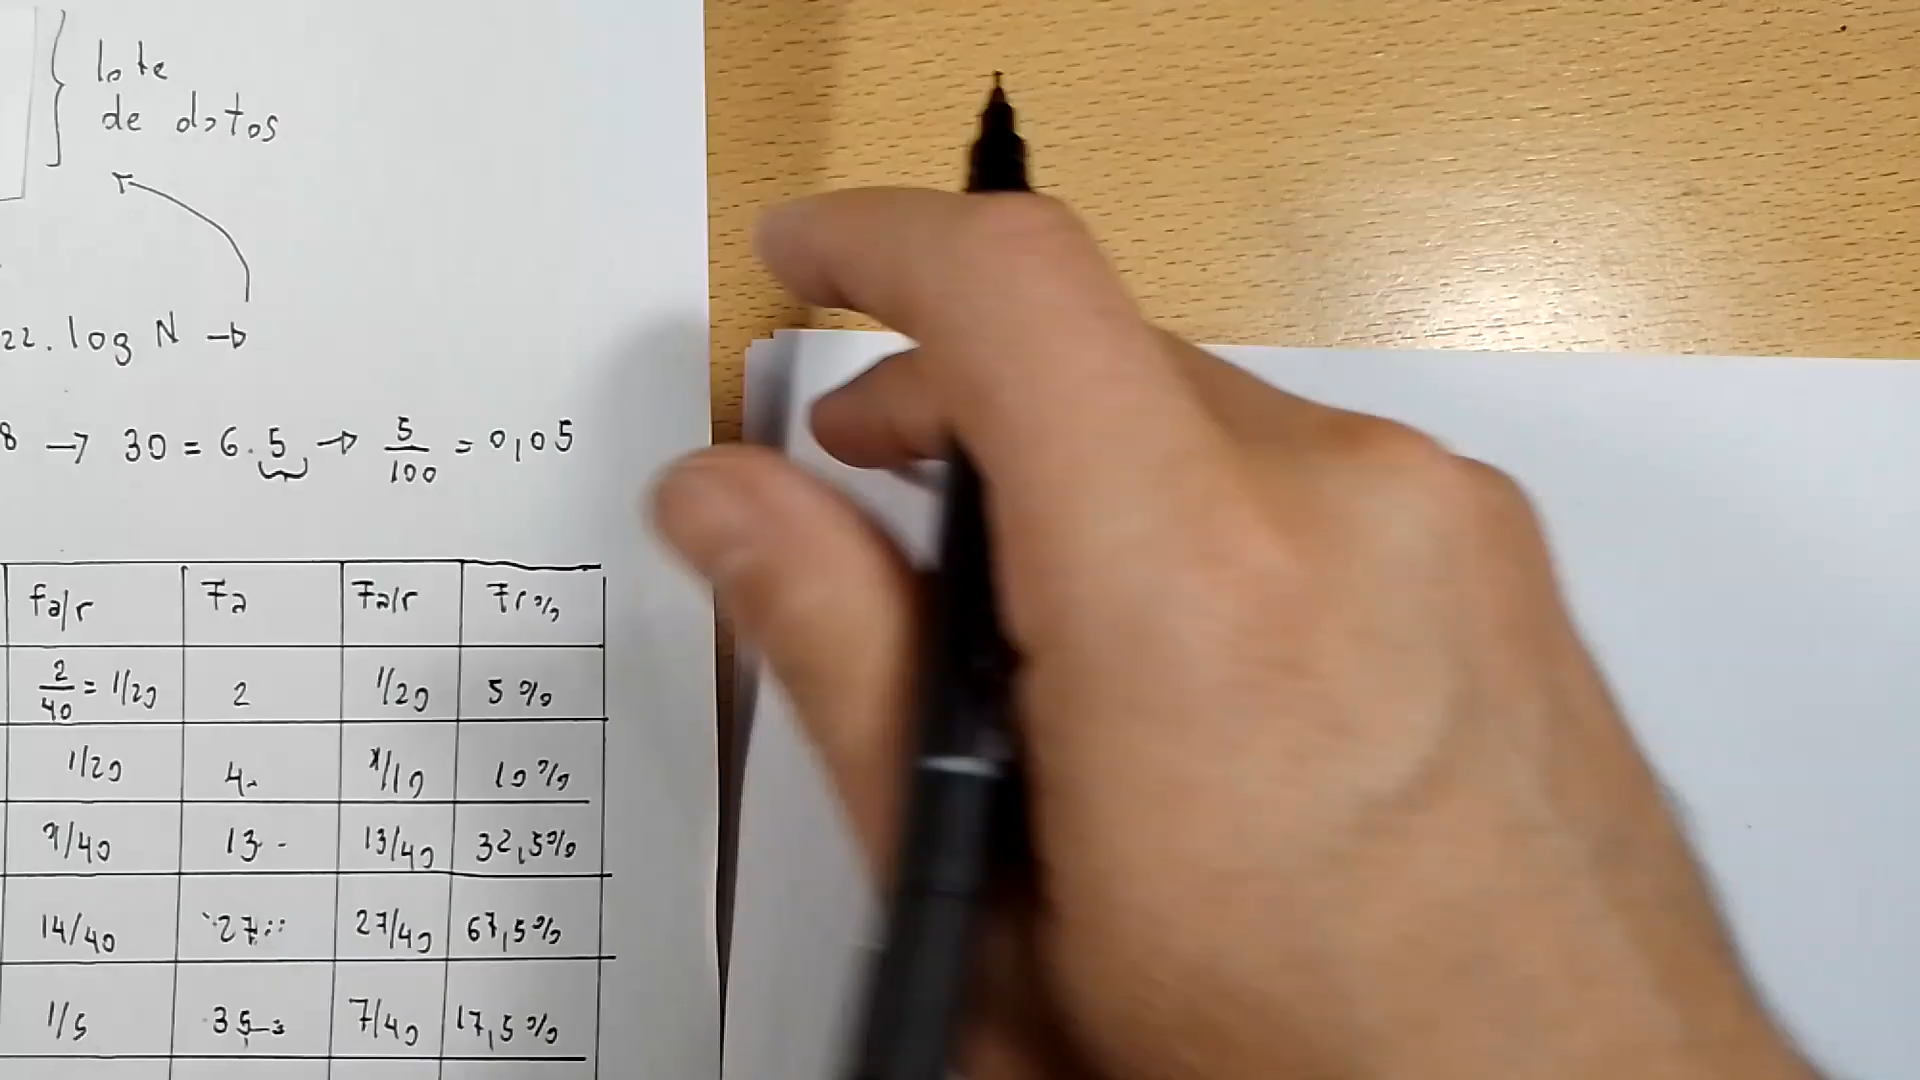 lote
de datos
22. log N →
8 → 30 = 6.5 → 5/100 = 0,05
fa/r Fa Fa/r Fr%
2/40 = 1/20 2 1/20 5%
1/20 4 1/10 10%
9/40 13 13/40 32,5%
14/40 27 27/40 67,5%
1/5 35 7/40 17,5%